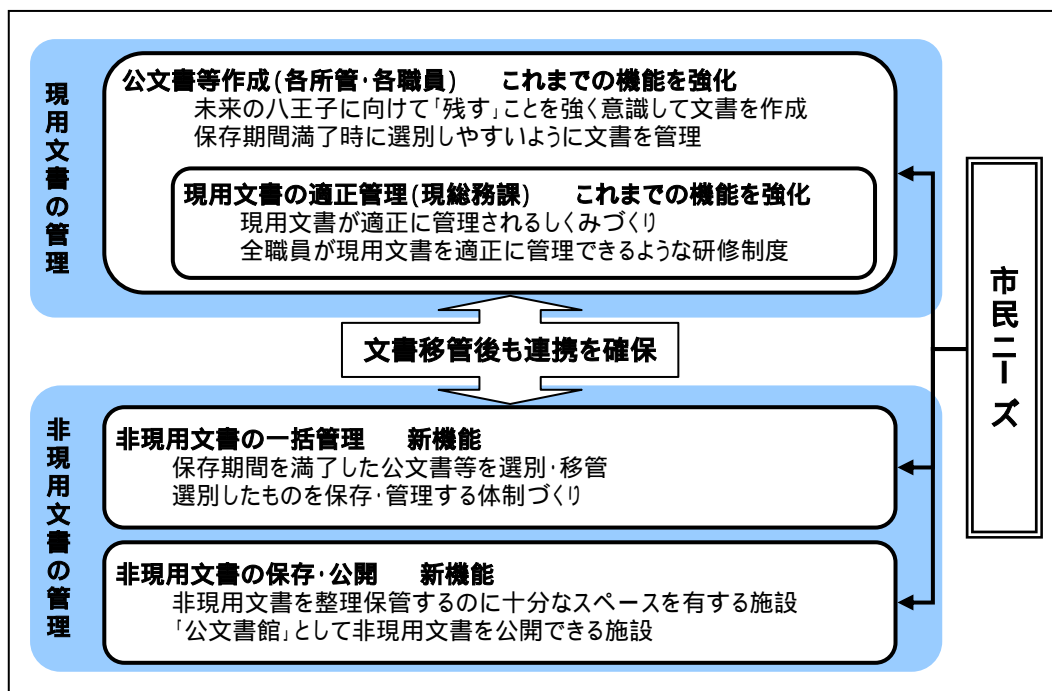 現用文書の管理
公文書等作成(各所管･各職員)　　これまでの機能を強化
未来の八王子に向けて｢残す｣ことを強く意識して文書を作成
保存期間満了時に選別しやすいように文書を管理
現用文書の適正管理(現総務課)　　これまでの機能を強化
現用文書が適正に管理されるしくみづくり
全職員が現用文書を適正に管理できるような研修制度
文書移管後も連携を確保
非現用文書の管理
非現用文書の一括管理　　新機能
保存期間を満了した公文書等を選別･移管
選別したものを保存･管理する体制づくり
非現用文書の保存･公開　　新機能
非現用文書を整理保管するのに十分なスペースを有する施設
｢公文書館｣として非現用文書を公開できる施設
市民ニーズ